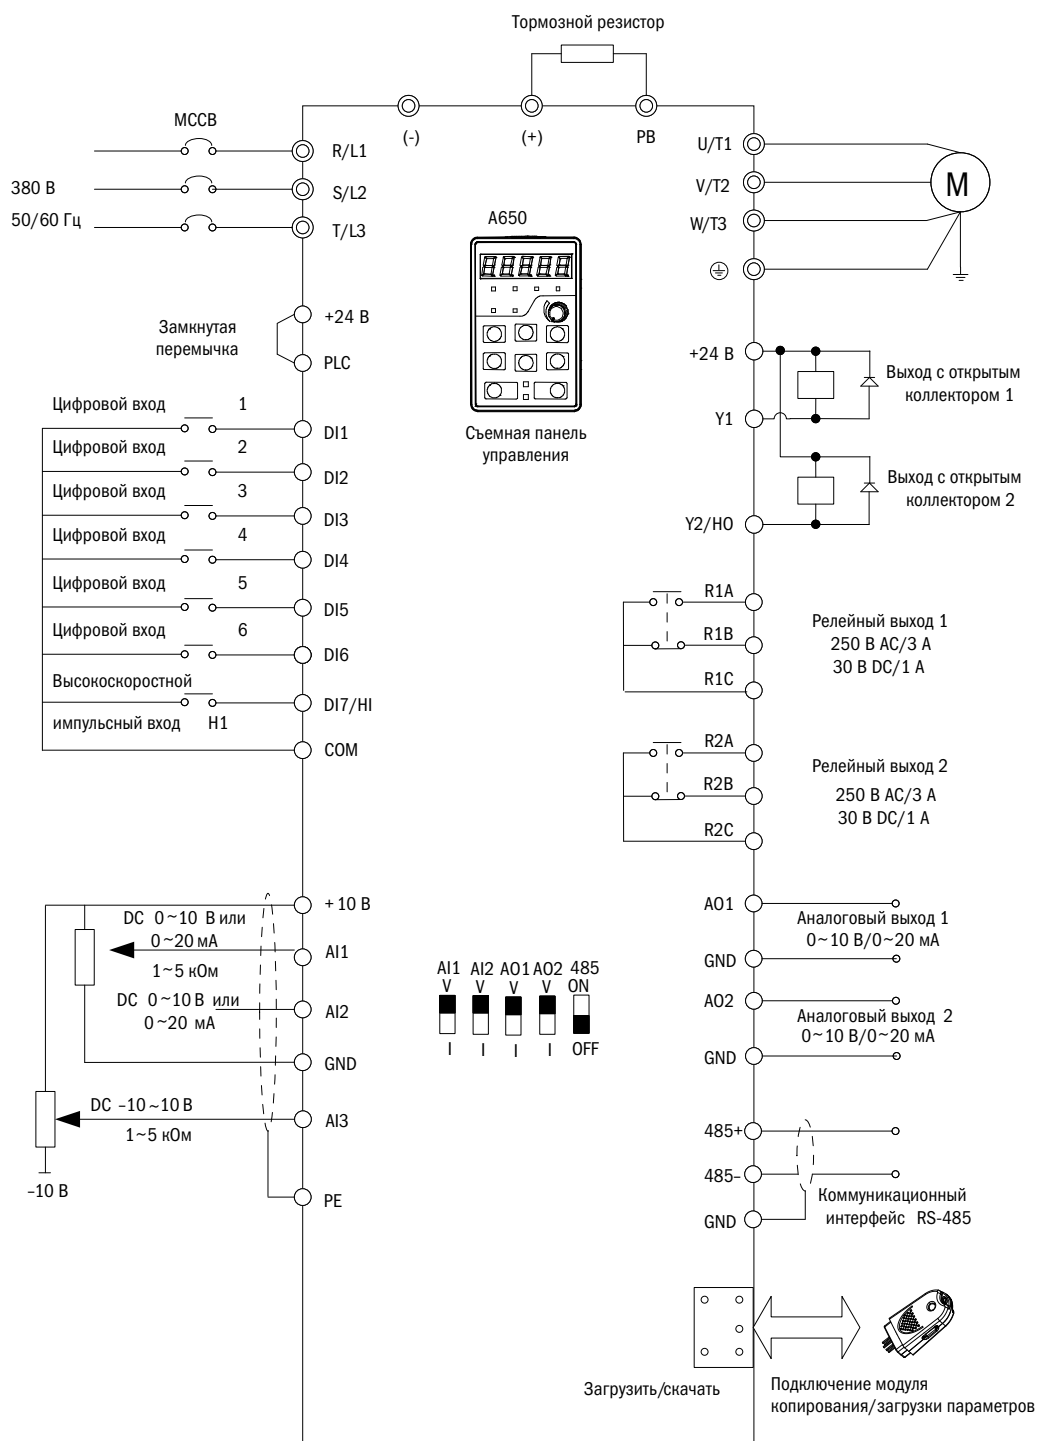 Тормозной резистор
(-)
(+)
PB
MCCB
R/L1
380 В
S/L2
50/60 Гц
T/L3
U/T1
V/T2
W/T3
M
A650
Съемная панель
управления
+24 В
Замкнутая
перемычка
PLC
Цифровой вход 1
DI1
Цифровой вход 2
DI2
Цифровой вход 3
DI3
Цифровой вход 4
DI4
Цифровой вход 5
DI5
Цифровой вход 6
DI6
Высокоскоростной
DI7/HI
импульсный вход H1
COM
+24 В
Выход с открытым
коллектором 1
Y1
Выход с открытым
коллектором 2
Y2/HO
R1A
R1B
R1C
Релейный выход 1
250 В AC/3 А
30 В DC/1 А
R2A
R2B
R2C
Релейный выход 2
250 В AC/3 А
30 В DC/1 А
+10 В
DC 0~10 В или
0~20 мА
AI1
1~5 кОм
DC 0~10 В или
0~20 мА
AI2
GND
DC –10~10 В
AI3
1~5 кОм
–10 В
PE
AI1 AI2 AO1 AO2 485
V V V V ON
I I I I OFF
AO1
Аналоговый выход 1
0~10 В/0~20 мА
GND
AO2
Аналоговый выход 2
0~10 В/0~20 мА
GND
485+
485–
Коммуникационный
интерфейс RS-485
GND
Загрузить/скачать
Подключение модуля
копирования/загрузки параметров